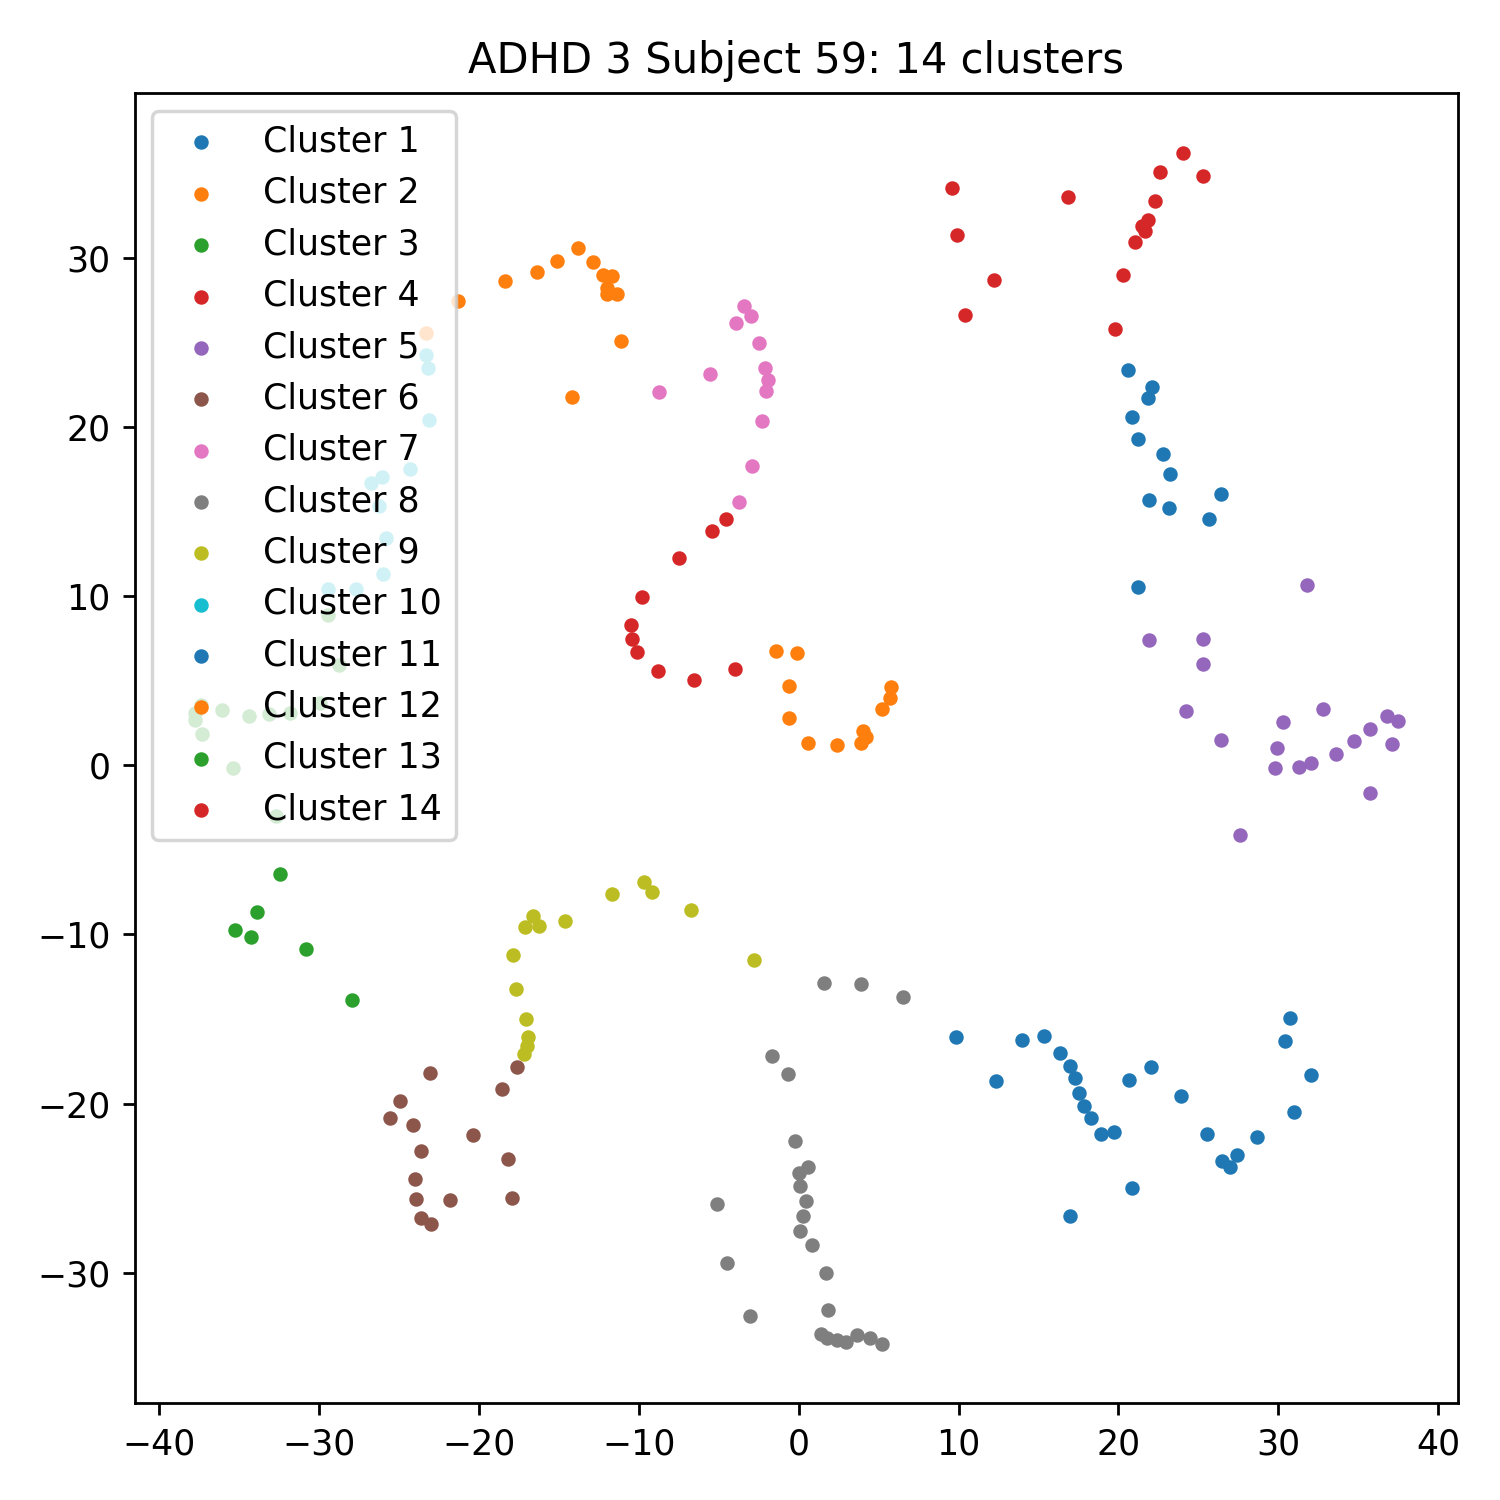 ADHD 3 Subject 59: 14 clusters
Cluster 1
Cluster 2
Cluster 3
Cluster 4
Cluster 5
Cluster 6
Cluster 7
Cluster 8
Cluster 9
Cluster 10
Cluster 11
Cluster 12
Cluster 13
Cluster 14
30
20
10
0
−10
−20
−30
−40 −30 −20 −10 0 10 20 30 40